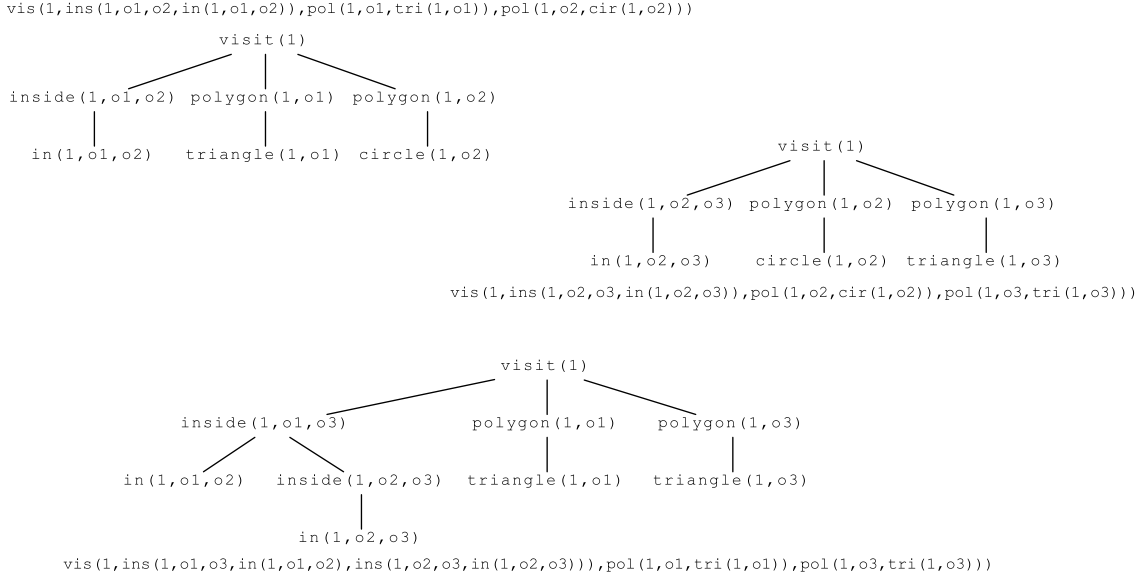 vis(1,ins(1,o1,o2,in(1,o1,o2)),pol(1,o1,tri(1,o1)),pol(1,o2,cir(1,o2)))
visit(1)
inside(1,o1,o2) polygon(1,o1) polygon(1,o2)
in(1,o1,o2) triangle(1,o1) circle(1,o2)
visit(1)
inside(1,o2,o3) polygon(1,o2) polygon(1,o3)
in(1,o2,o3) circle(1,o2) triangle(1,o3)
vis(1,ins(1,o2,o3,in(1,o2,o3)),pol(1,o2,cir(1,o2)),pol(1,o3,tri(1,o3)))
visit(1)
inside(1,o1,o3) polygon(1,o1) polygon(1,o3)
in(1,o1,o2) inside(1,o2,o3) triangle(1,o1) triangle(1,o3)
in(1,o2,o3)
vis(1,ins(1,o1,o3,in(1,o1,o2),ins(1,o2,o3,in(1,o2,o3))),pol(1,o1,tri(1,o1)),pol(1,o3,tri(1,o3)))